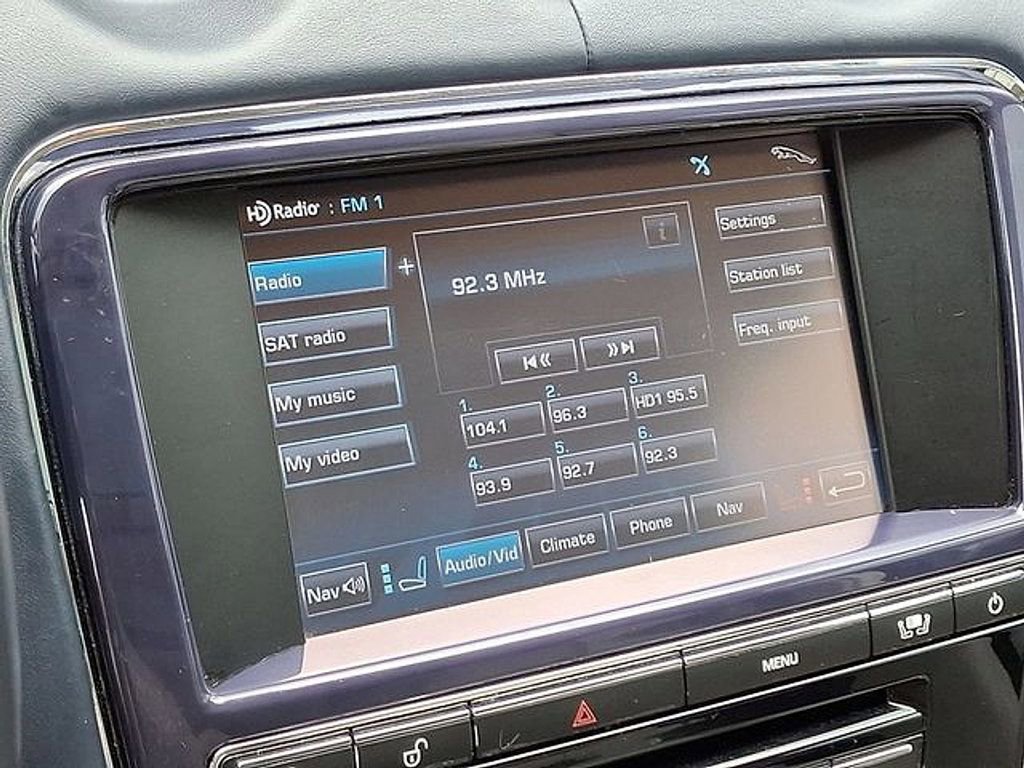 HD Radio : FM 1
Radio
+
SAT radio
My music
My video
i
92.3 MHz
Settings
Station list
Freq. input
1. 104.1
2. 96.3
3. HD1 95.5
4. 93.9
5. 92.7
6. 92.3
Nav
Audio/Vid
Climate
Phone
Nav
MENU